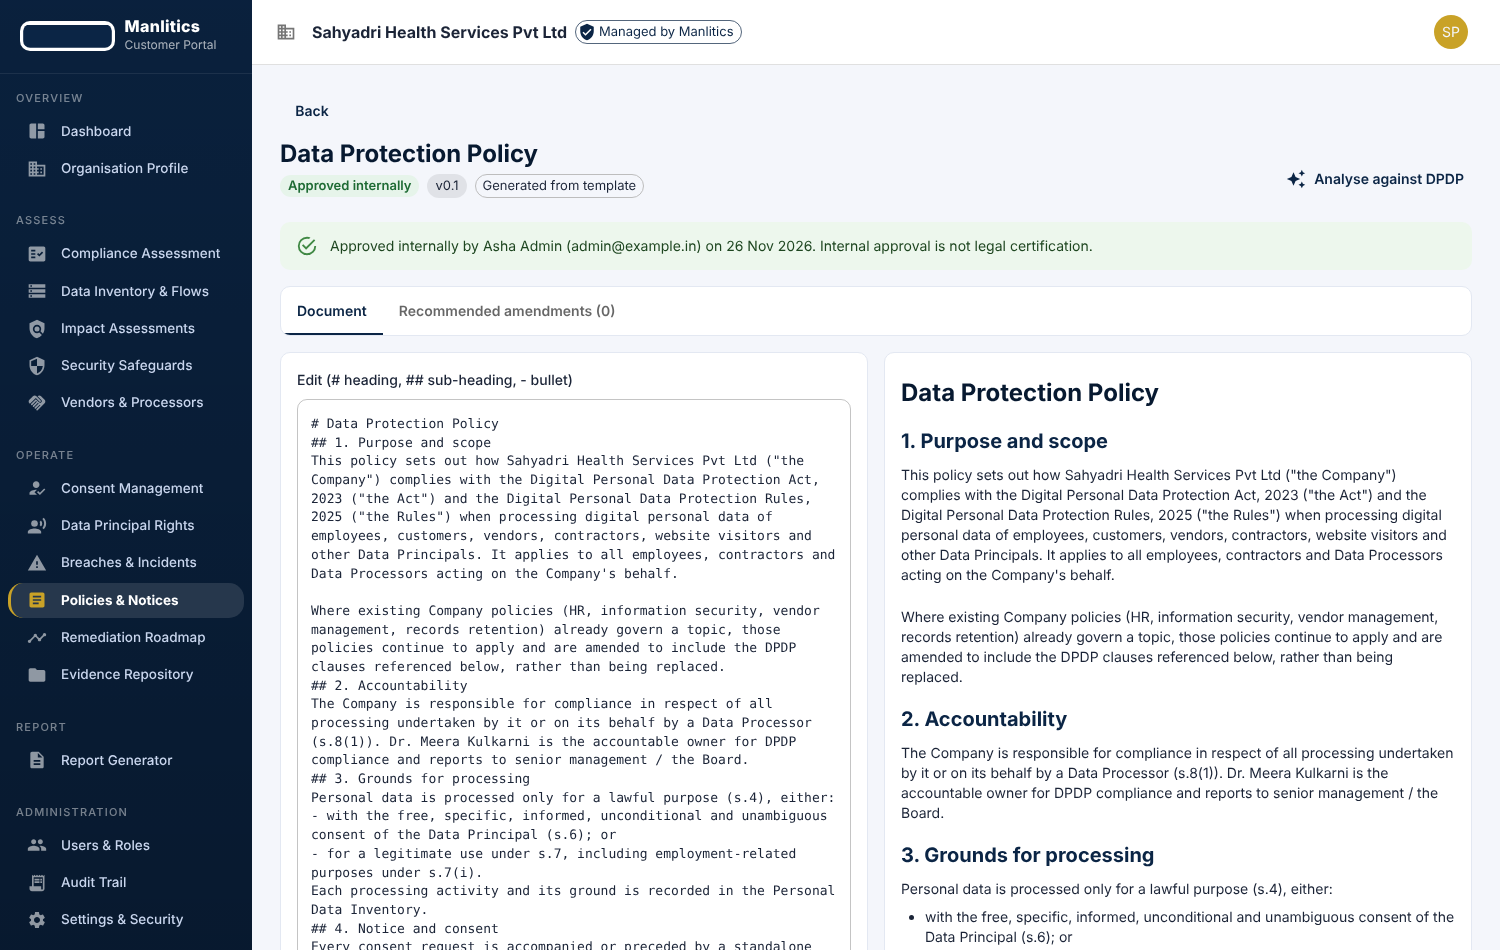 Manlitics
Customer Portal
OVERVIEW
Dashboard
Organisation Profile
ASSESS
Compliance Assessment
Data Inventory & Flows
Impact Assessments
Security Safeguards
Vendors & Processors
OPERATE
Consent Management
Data Principal Rights
Breaches & Incidents
Policies & Notices
Remediation Roadmap
Evidence Repository
REPORT
Report Generator
ADMINISTRATION
Users & Roles
Audit Trail
Settings & Security
Sahyadri Health Services Pvt Ltd
Managed by Manlitics
SP
Back
Data Protection Policy
Approved internally
v0.1
Generated from template
Analyse against DPDP
Approved internally by Asha Admin (admin@example.in) on 26 Nov 2026. Internal approval is not legal certification.
Document
Recommended amendments (0)
Edit (# heading, ## sub-heading, - bullet)
# Data Protection Policy
## 1. Purpose and scope
This policy sets out how Sahyadri Health Services Pvt Ltd ("the
Company") complies with the Digital Personal Data Protection Act,
2023 ("the Act") and the Digital Personal Data Protection Rules,
2025 ("the Rules") when processing digital personal data of
employees, customers, vendors, contractors, website visitors and
other Data Principals. It applies to all employees, contractors and
Data Processors acting on the Company's behalf.
Where existing Company policies (HR, information security, vendor
management, records retention) already govern a topic, those
policies continue to apply and are amended to include the DPDP
clauses referenced below, rather than being replaced.
## 2. Accountability
The Company is responsible for compliance in respect of all
processing undertaken by it or on its behalf by a Data Processor
(s.8(1)). Dr. Meera Kulkarni is the accountable owner for DPDP
compliance and reports to senior management / the Board.
## 3. Grounds for processing
Personal data is processed only for a lawful purpose (s.4), either:
- with the free, specific, informed, unconditional and unambiguous
consent of the Data Principal (s.6); or
- for a legitimate use under s.7, including employment-related
purposes under s.7(i).
Each processing activity and its ground is recorded in the Personal
Data Inventory.
## 4. Notice and consent
Every consent request is accompanied or preceded by a standalone
Data Protection Policy
1. Purpose and scope
This policy sets out how Sahyadri Health Services Pvt Ltd ("the Company")
complies with the Digital Personal Data Protection Act, 2023 ("the Act") and the
Digital Personal Data Protection Rules, 2025 ("the Rules") when processing digital
personal data of employees, customers, vendors, contractors, website visitors and
other Data Principals. It applies to all employees, contractors and Data Processors
acting on the Company's behalf.
Where existing Company policies (HR, information security, vendor management,
records retention) already govern a topic, those policies continue to apply and are
amended to include the DPDP clauses referenced below, rather than being
replaced.
2. Accountability
The Company is responsible for compliance in respect of all processing undertaken
by it or on its behalf by a Data Processor (s.8(1)). Dr. Meera Kulkarni is the
accountable owner for DPDP compliance and reports to senior management / the
Board.
3. Grounds for processing
Personal data is processed only for a lawful purpose (s.4), either:
• with the free, specific, informed, unconditional and unambiguous consent of the
Data Principal (s.6); or